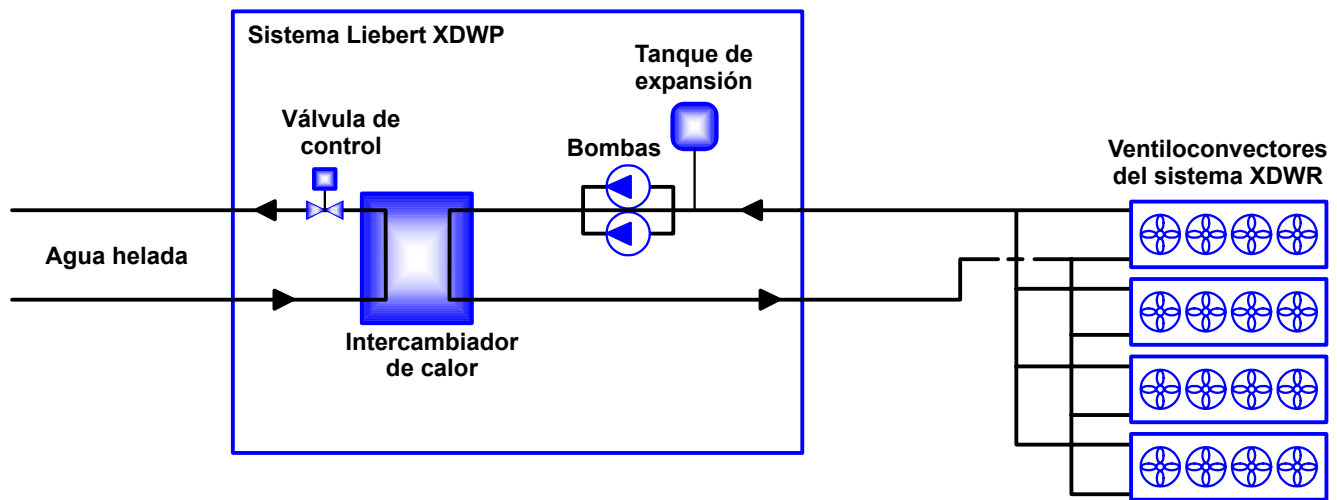 Sistema Liebert XDWP
Tanque de
expansión
Válvula de
control
Bombas
Ventiloconvectores
del sistema XDWR
Agua helada
Intercambiador
de calor